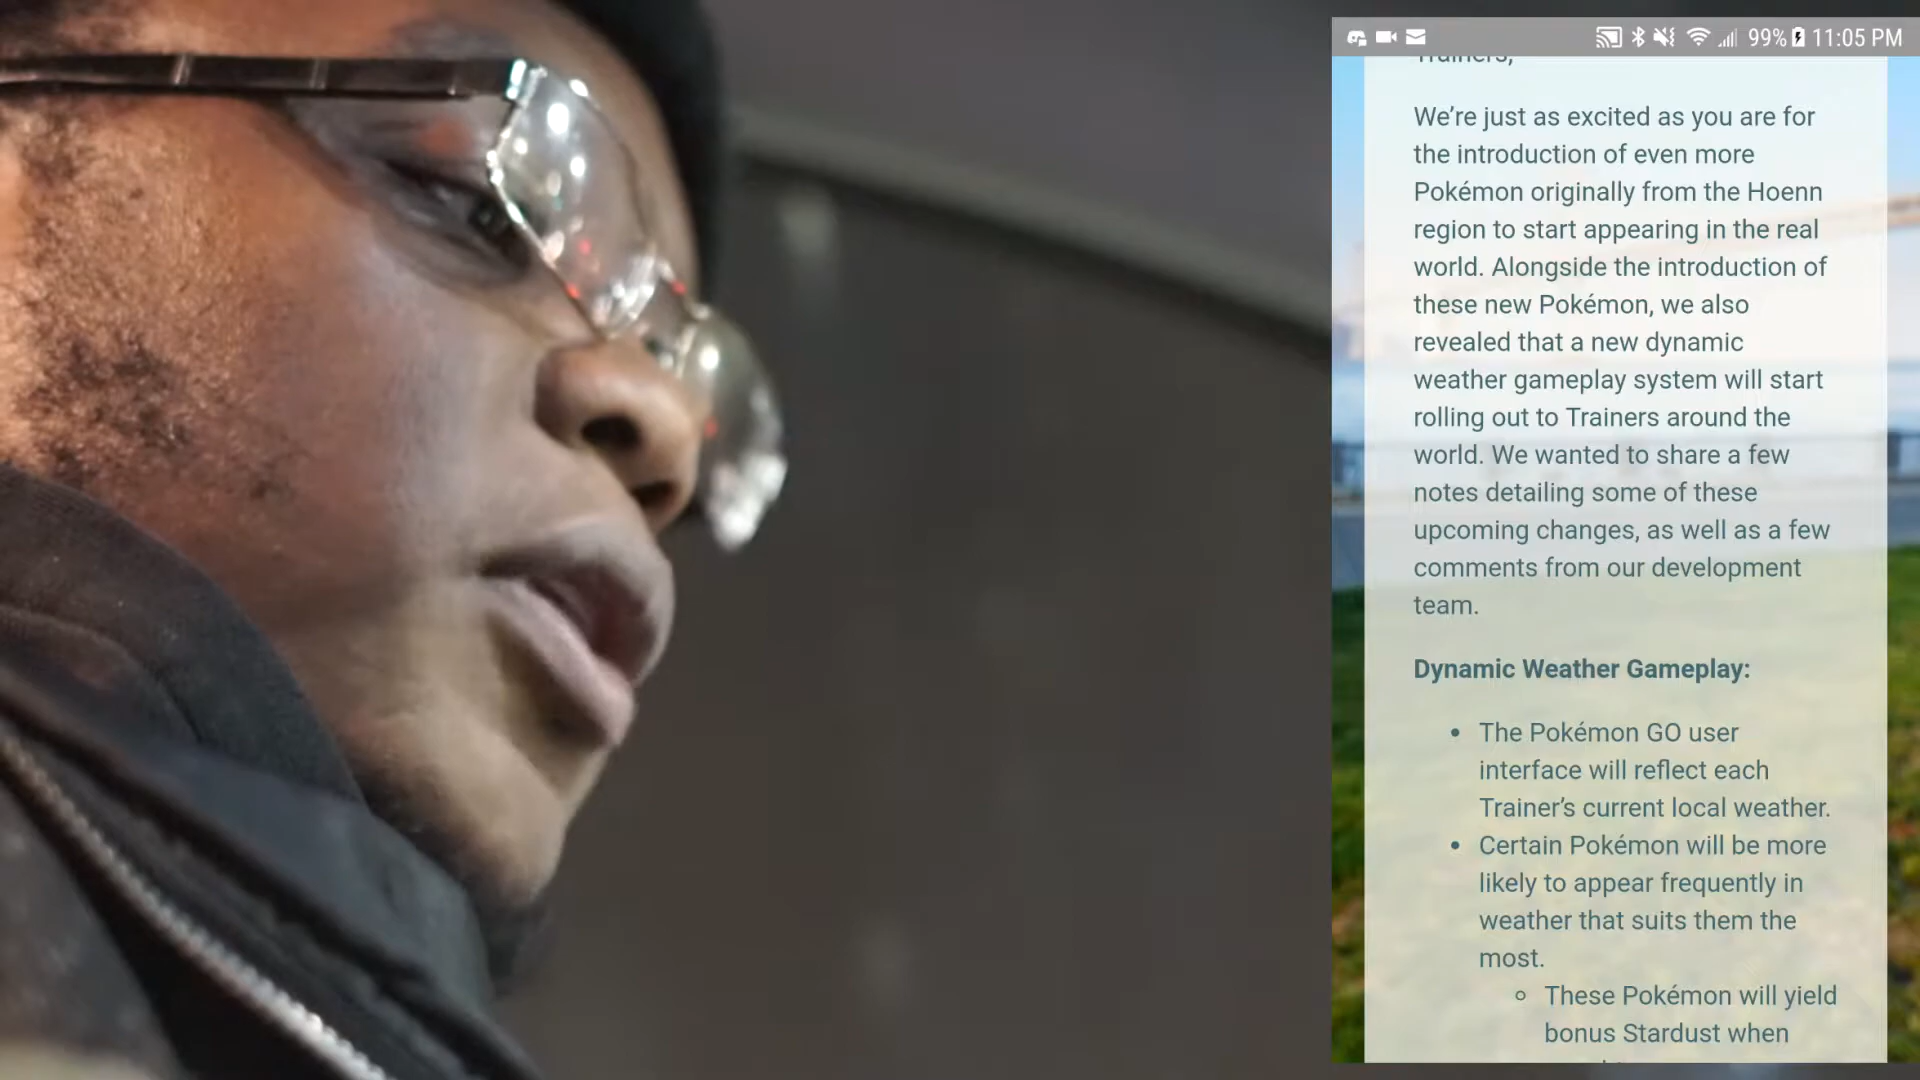 99% 11:05 PM
Trainers,
We’re just as excited as you are for
the introduction of even more
Pokémon originally from the Hoenn
region to start appearing in the real
world. Alongside the introduction of
these new Pokémon, we also
revealed that a new dynamic
weather gameplay system will start
rolling out to Trainers around the
world. We wanted to share a few
notes detailing some of these
upcoming changes, as well as a few
comments from our development
team.
Dynamic Weather Gameplay:
• The Pokémon GO user
interface will reflect each
Trainer’s current local weather.
• Certain Pokémon will be more
likely to appear frequently in
weather that suits them the
most.
◦ These Pokémon will yield
bonus Stardust when